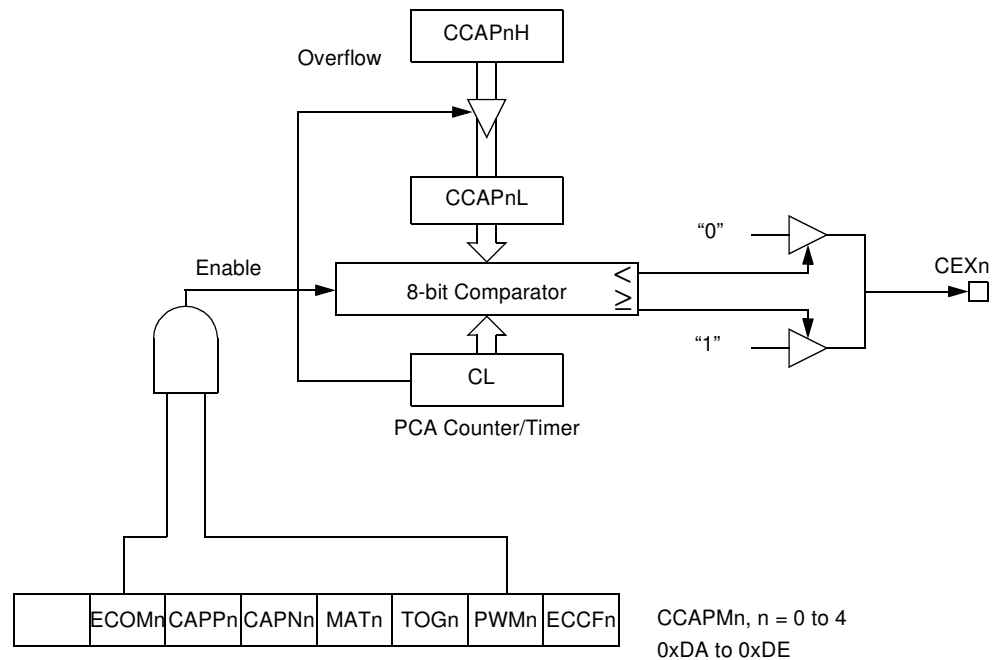 CCAPnH
Overflow
CCAPnL
“0”
Enable
CEXn
<
8-bit Comparator
≥
“1”
CL
PCA Counter/Timer
ECOMn CAPPn CAPNn MATn TOGn PWMn ECCFn
CCAPMn, n = 0 to 4
0xDA to 0xDE